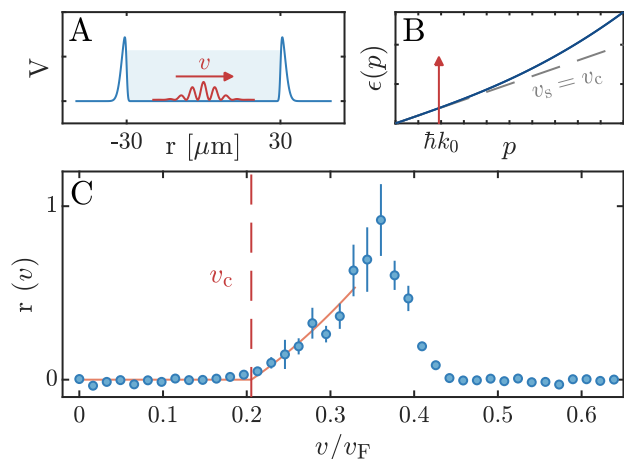 A
V
v
-30
30
r [μm]
B
ϵ(p)
v_s = v_c
ħk₀
p
C
r (v)
1
0
v_c
0
0.1
0.2
0.3
0.4
0.5
0.6
v/v_F